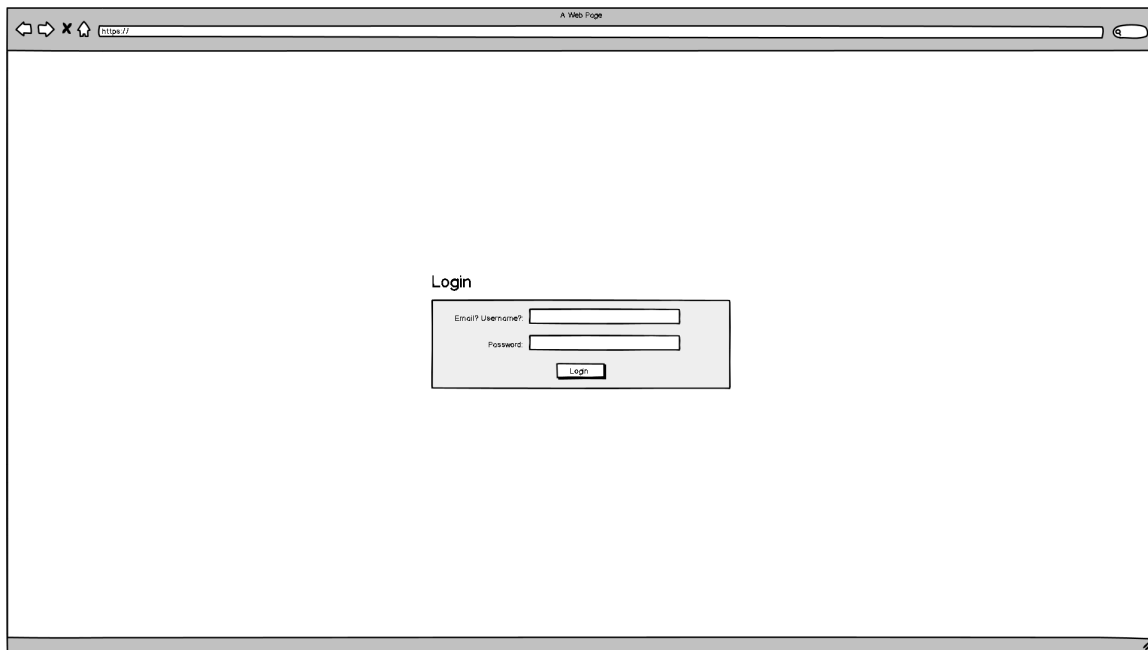 A Web Page
https://
Login
Email? Username?:
Password:
Login